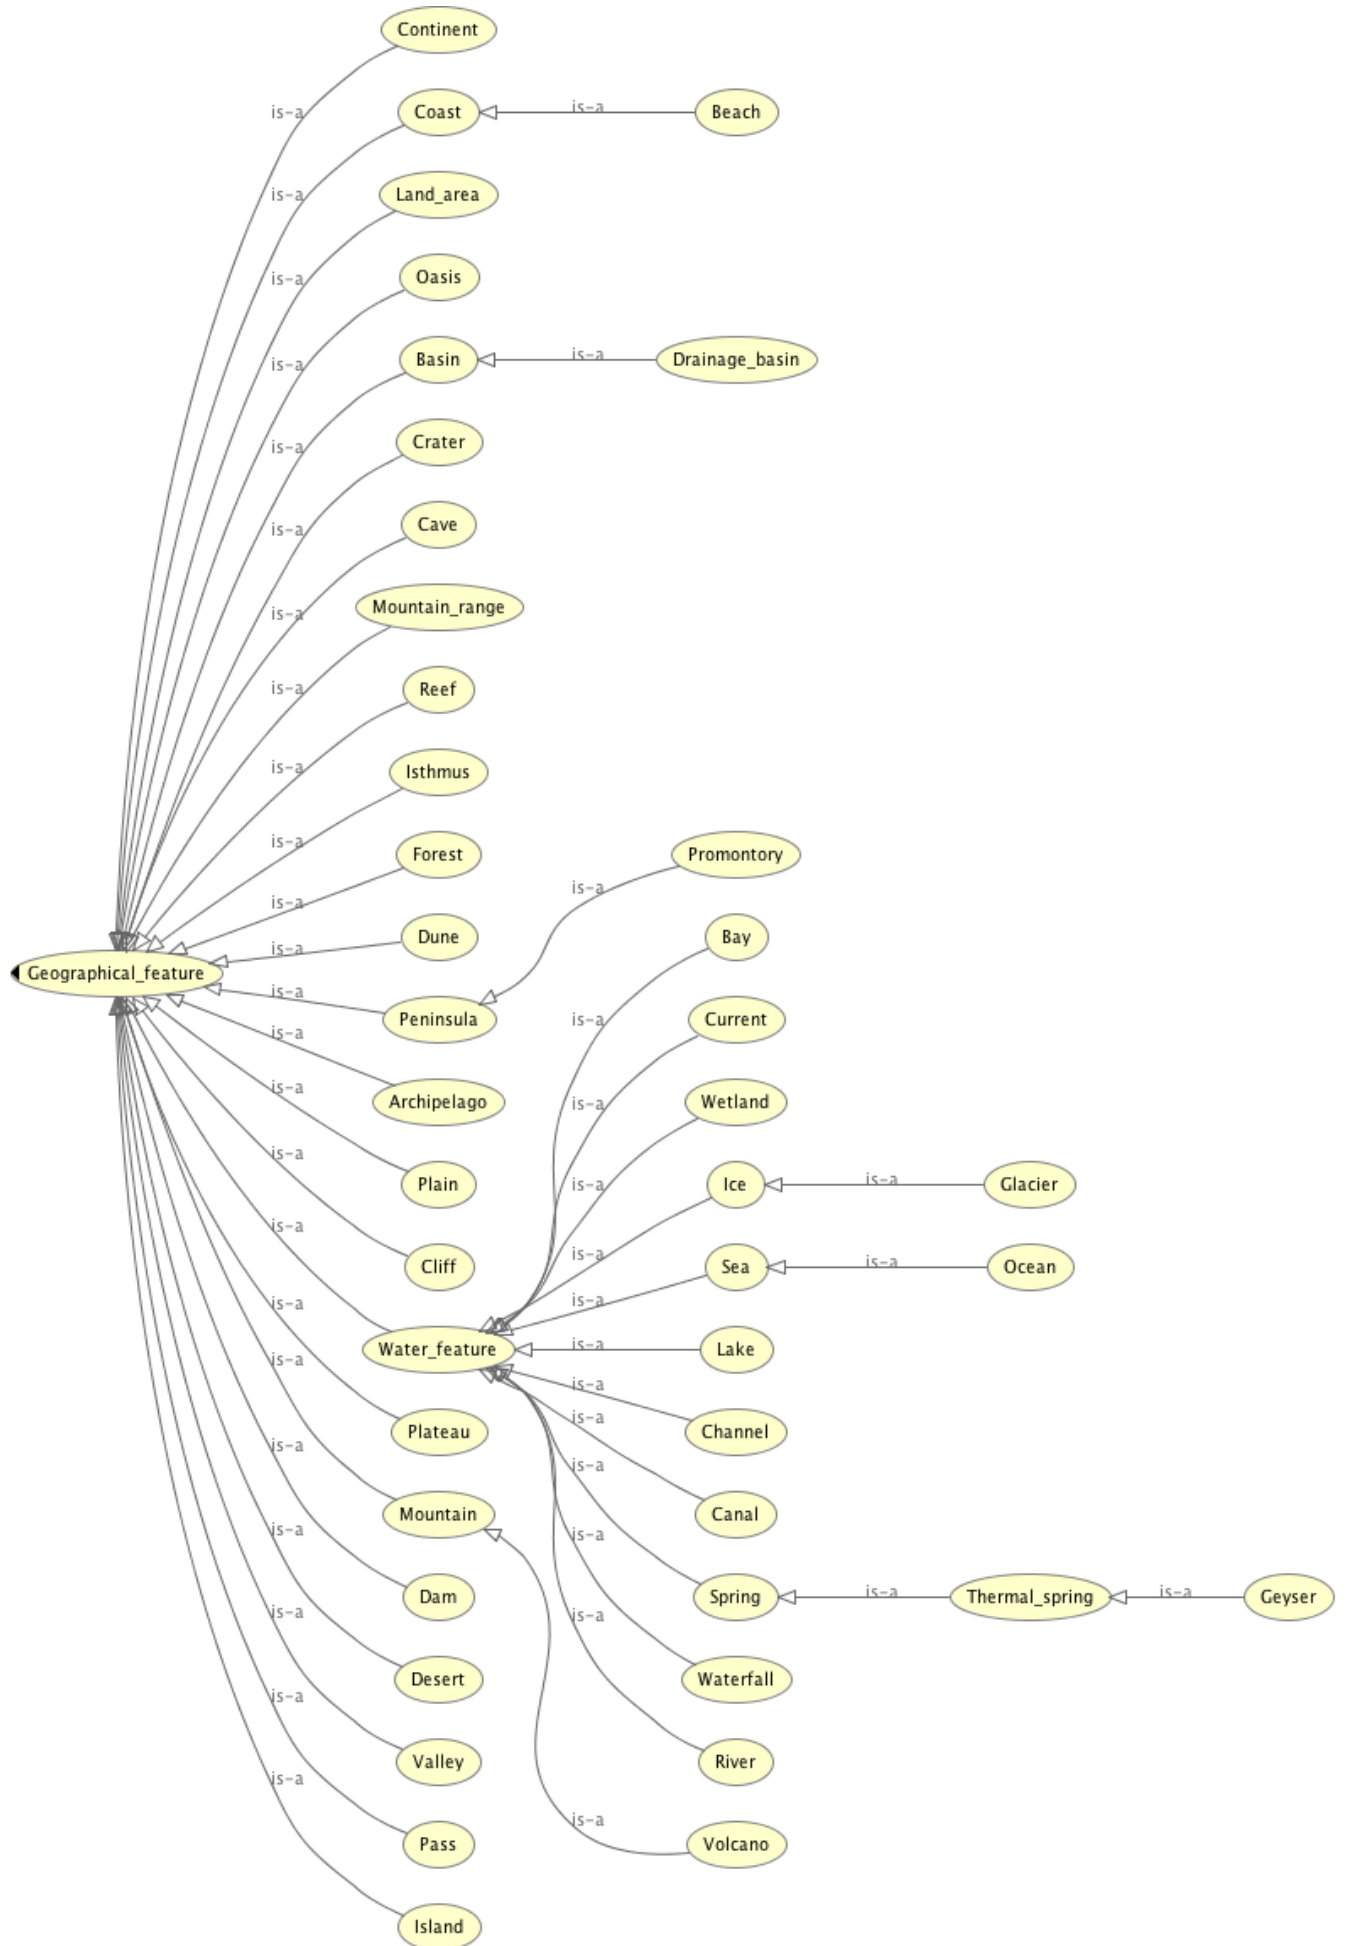 Continent
is-a
Coast
is-a
Beach
is-a
Land_area
is-a
Oasis
is-a
Basin
is-a
Drainage_basin
is-a
Crater
is-a
Cave
is-a
Mountain_range
is-a
Reef
is-a
Isthmus
is-a
Forest
Promontory
is-a
is-a
Dune
Bay
is-a
Geographical_feature
is-a
Peninsula
is-a
Current
is-a
is-a
Archipelago
is-a
Wetland
is-a
Plain
is-a
Ice
is-a
Glacier
is-a
is-a
Cliff
Sea
is-a
Ocean
is-a
is-a
Water_feature
is-a
Lake
is-a
is-a
Plateau
is-a
Channel
is-a
is-a
Mountain
Canal
is-a
is-a
Dam
Spring
is-a
Thermal_spring
is-a
Geyser
is-a
is-a
Desert
Waterfall
is-a
Valley
River
is-a
is-a
Pass
Volcano
Island